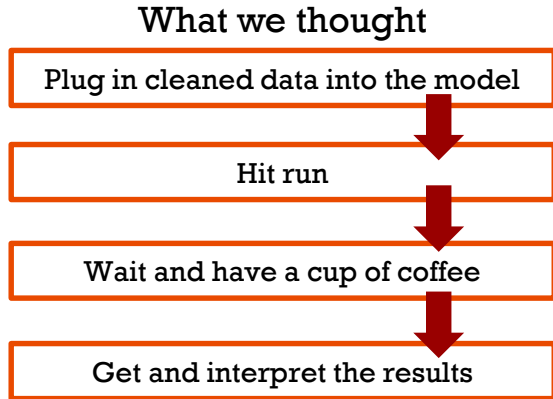 What we thought
Plug in cleaned data into the model
Hit run
Wait and have a cup of coffee
Get and interpret the results